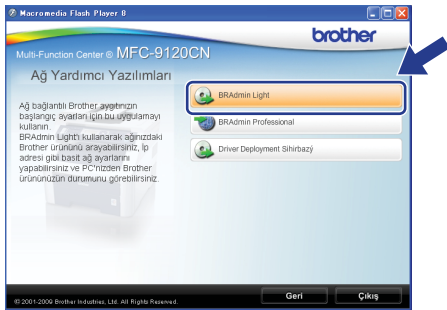 Macromedia Flash Player 8
brother
Multi-Function Center ® MFC-9120CN
Ağ Yardımcı Yazılımları
Ağ bağlantılı Brother aygıtınızın
başlangıç ayarları için bu uygulamayı
kullanın.
BRAdmin Light'ı kullanarak ağınızdaki
Brother ürününü arayabilirsiniz, İp
adresi gibi basit ağ ayarlarını
yapabilirsiniz ve PC'nizden Brother
ürününüzün durumunu görebilirsiniz.
BRAdmin Light
BRAdmin Professional
Driver Deployment Sihirbazý
© 2001-2009 Brother Industries, Ltd. All Rights Reserved.
Geri
Çıkış